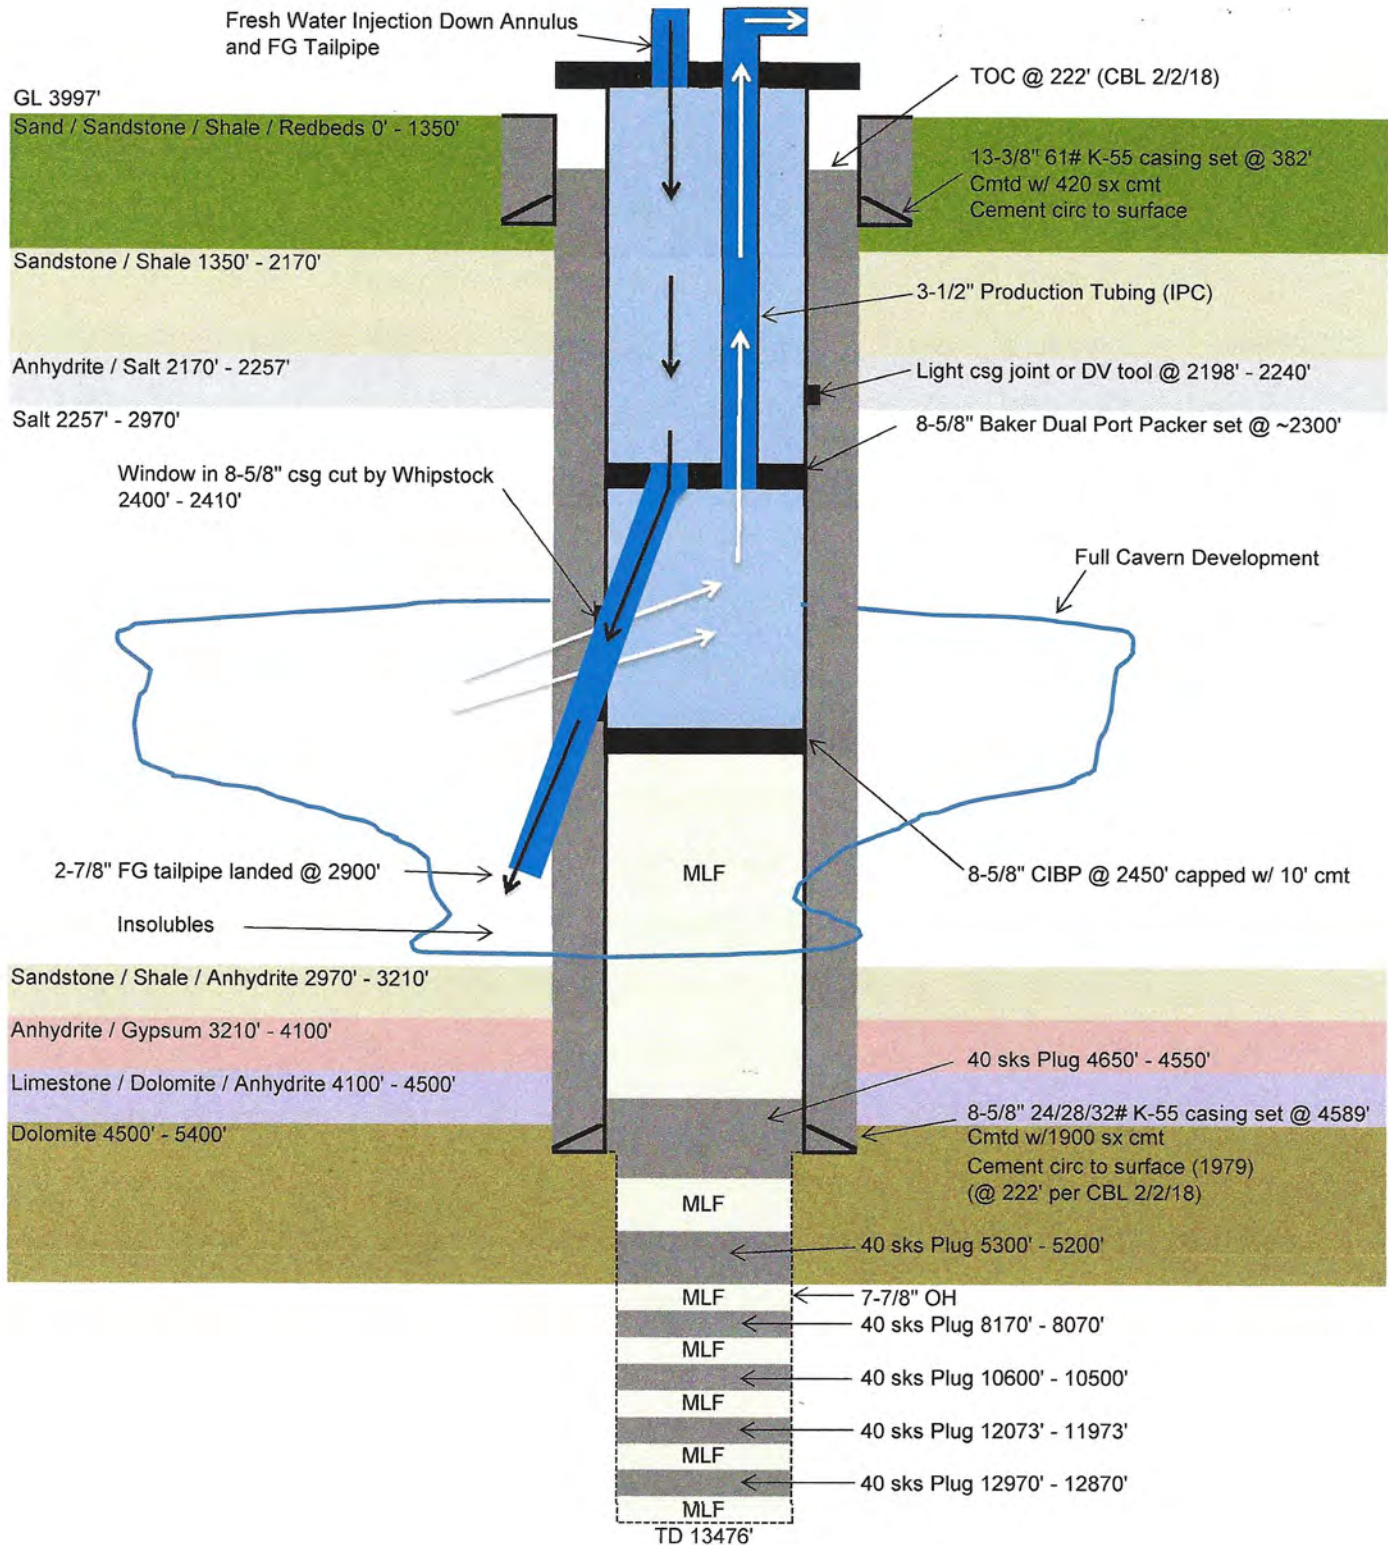 Fresh Water Injection Down Annulus
and FG Tailpipe
TOC @ 222' (CBL 2/2/18)
GL 3997'
Sand / Sandstone / Shale / Redbeds 0' - 1350'
13-3/8" 61# K-55 casing set @ 382'
Cmtd w/ 420 sx cmt
Cement circ to surface
Sandstone / Shale 1350' - 2170'
3-1/2" Production Tubing (IPC)
Anhydrite / Salt 2170' - 2257'
Light csg joint or DV tool @ 2198' - 2240'
Salt 2257' - 2970'
8-5/8" Baker Dual Port Packer set @ ~2300'
Window in 8-5/8" csg cut by Whipstock
2400' - 2410'
Full Cavern Development
2-7/8" FG tailpipe landed @ 2900'
MLF
8-5/8" CIBP @ 2450' capped w/ 10' cmt
Insolubles
Sandstone / Shale / Anhydrite 2970' - 3210'
Anhydrite / Gypsum 3210' - 4100'
40 sks Plug 4650' - 4550'
Limestone / Dolomite / Anhydrite 4100' - 4500'
8-5/8" 24/28/32# K-55 casing set @ 4589'
Cmtd w/1900 sx cmt
Cement circ to surface (1979)
(@ 222' per CBL 2/2/18)
Dolomite 4500' - 5400'
MLF
40 sks Plug 5300' - 5200'
MLF
7-7/8" OH
40 sks Plug 8170' - 8070'
MLF
40 sks Plug 10600' - 10500'
MLF
40 sks Plug 12073' - 11973'
MLF
40 sks Plug 12970' - 12870'
MLF
TD 13476'